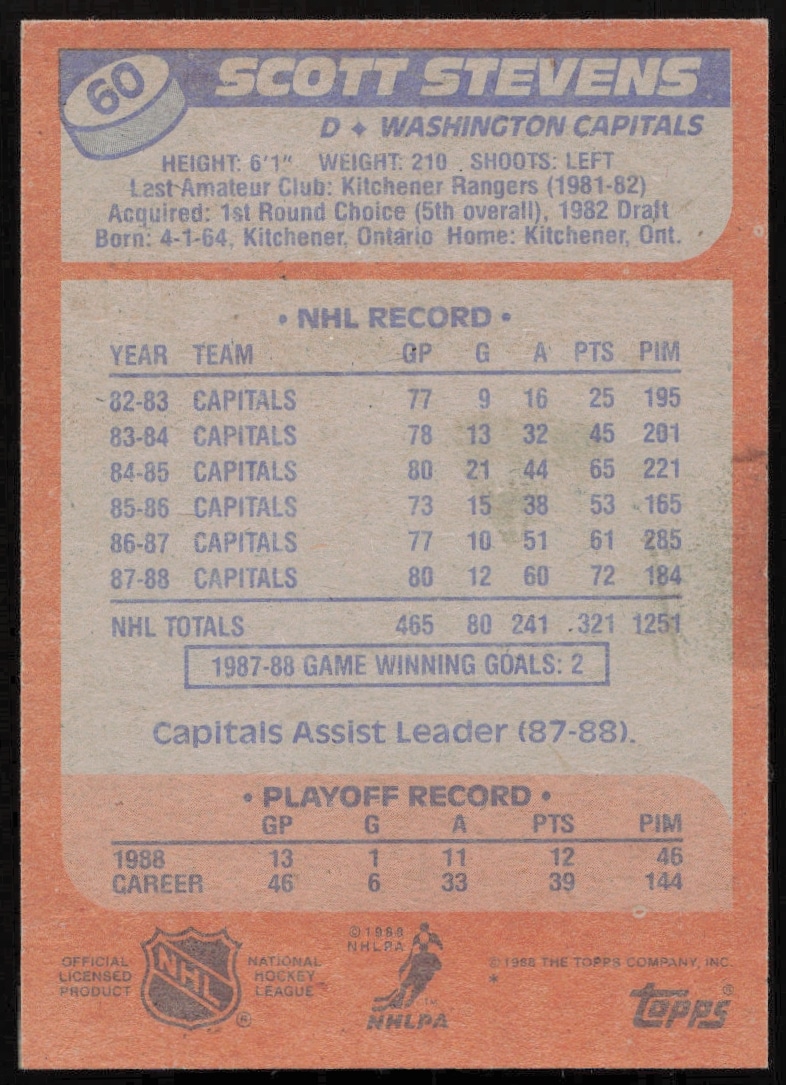 60 SCOTT STEVENS
D ✦ WASHINGTON CAPITALS
HEIGHT: 6'1" WEIGHT: 210 SHOOTS: LEFT
Last Amateur Club: Kitchener Rangers (1981-82)
Acquired: 1st Round Choice (5th overall), 1982 Draft
Born: 4-1-64, Kitchener, Ontario Home: Kitchener, Ont.
• NHL RECORD •
YEAR TEAM GP G A PTS PIM
82-83 CAPITALS 77 9 16 25 195
83-84 CAPITALS 78 13 32 45 201
84-85 CAPITALS 80 21 44 65 221
85-86 CAPITALS 73 15 38 53 165
86-87 CAPITALS 77 10 51 61 285
87-88 CAPITALS 80 12 60 72 184
NHL TOTALS 465 80 241 321 1251
1987-88 GAME WINNING GOALS: 2
Capitals Assist Leader (87-88).
• PLAYOFF RECORD •
GP G A PTS PIM
1988 13 1 11 12 46
CAREER 46 6 33 39 144
OFFICIAL
LICENSED
PRODUCT
NHL ®
NATIONAL
HOCKEY
LEAGUE
©1988
NHLPA
™
NHLPA
© 1988 THE TOPPS COMPANY, INC.
*
topps®